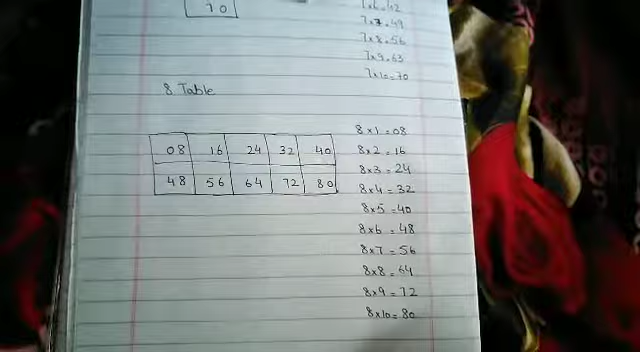 70
7x6=42
7x7=49
7x8=56
7x9=63
7x10=70
8 Table
08 16 24 32 40
48 56 64 72 80
8x1=08
8x2=16
8x3=24
8x4=32
8x5=40
8x6=48
8x7=56
8x8=64
8x9=72
8x10=80